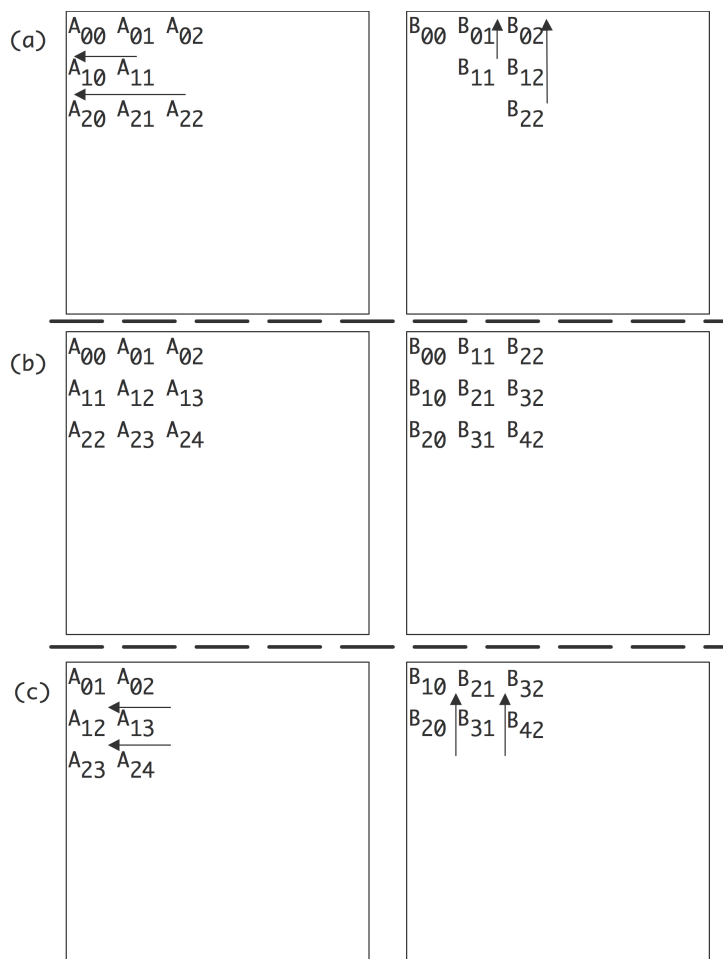 (a) A00 A01 A02 B00 B01 B02
A10 A11 B11 B12
A20 A21 A22 B22
(b) A00 A01 A02 B00 B11 B22
A11 A12 A13 B10 B21 B32
A22 A23 A24 B20 B31 B42
(c) A01 A02 B10 B21 B32
A12 A13 B20 B31 B42
A23 A24